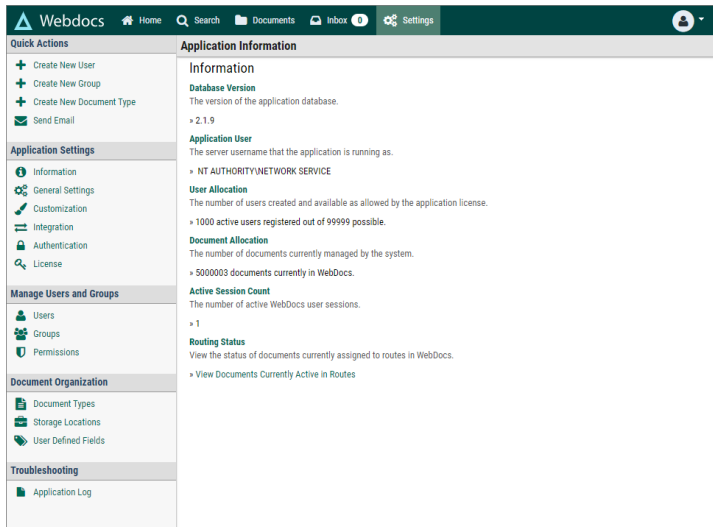 Webdocs Home Search Documents Inbox 0 Settings
Quick Actions
Create New User
Create New Group
Create New Document Type
Send Email
Application Settings
Information
General Settings
Customization
Integration
Authentication
License
Manage Users and Groups
Users
Groups
Permissions
Document Organization
Document Types
Storage Locations
User Defined Fields
Troubleshooting
Application Log
Application Information
Information
Database Version
The version of the application database.
» 2.1.9
Application User
The server username that the application is running as.
» NT AUTHORITY\NETWORK SERVICE
User Allocation
The number of users created and available as allowed by the application license.
» 1000 active users registered out of 99999 possible.
Document Allocation
The number of documents currently managed by the system.
» 5000003 documents currently in WebDocs.
Active Session Count
The number of active WebDocs user sessions.
» 1
Routing Status
View the status of documents currently assigned to routes in WebDocs.
» View Documents Currently Active in Routes